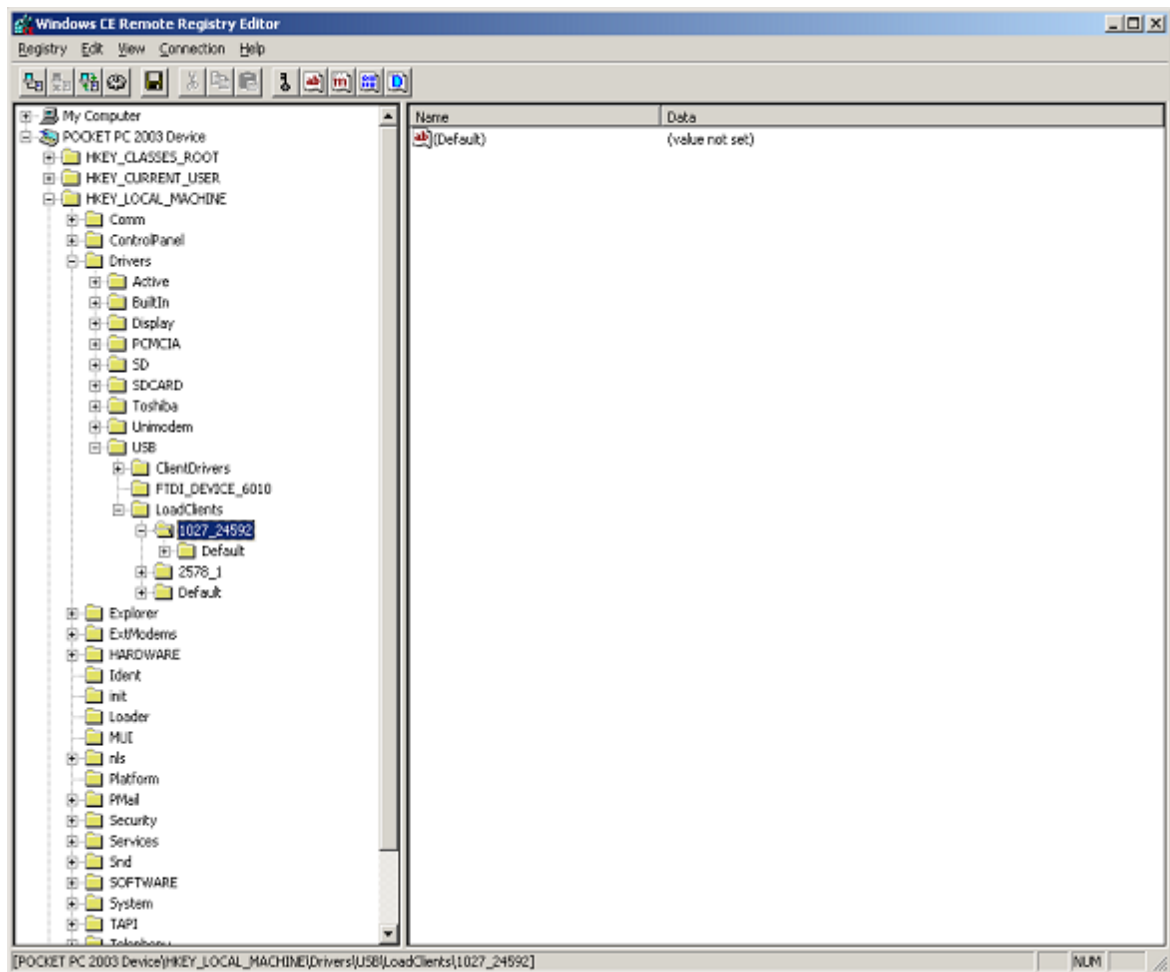 Windows CE Remote Registry Editor
Registry Edit View Connection Help
My Computer
POCKET PC 2003 Device
HKEY_CLASSES_ROOT
HKEY_CURRENT_USER
HKEY_LOCAL_MACHINE
Comm
ControlPanel
Drivers
Active
BuiltIn
Display
PCMCIA
SD
SDCARD
Toshiba
Unimodem
USB
ClientDrivers
FTDI_DEVICE_6010
LoadClients
1027_24592
Default
2578_1
Default
Explorer
ExtModems
HARDWARE
Ident
init
Loader
MUI
nls
Platform
PMail
Security
Services
Snd
SOFTWARE
System
TAPI
Telephony
Name Data
(Default) (value not set)
[POCKET PC 2003 Device\HKEY_LOCAL_MACHINE\Drivers\USB\LoadClients\1027_24592] NUM